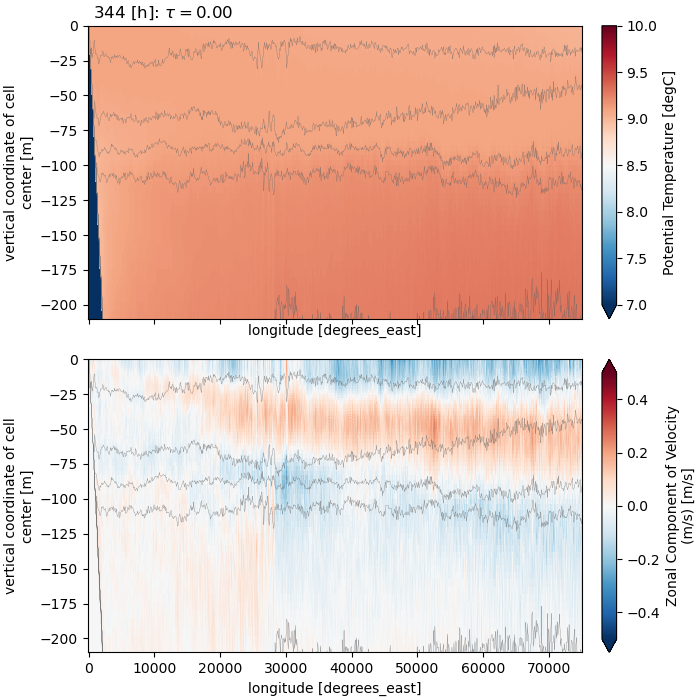 344 [h]: τ = 0.00
0
−25
−50
−75
−100
−125
−150
−175
−200
vertical coordinate of cell
center [m]
longitude [degrees_east]
10.0
9.5
9.0
8.5
8.0
7.5
7.0
Potential Temperature [degC]
0
−25
−50
−75
−100
−125
−150
−175
−200
vertical coordinate of cell
center [m]
0 10000 20000 30000 40000 50000 60000 70000
longitude [degrees_east]
0.4
0.2
0.0
−0.2
−0.4
Zonal Component of Velocity
(m/s) [m/s]